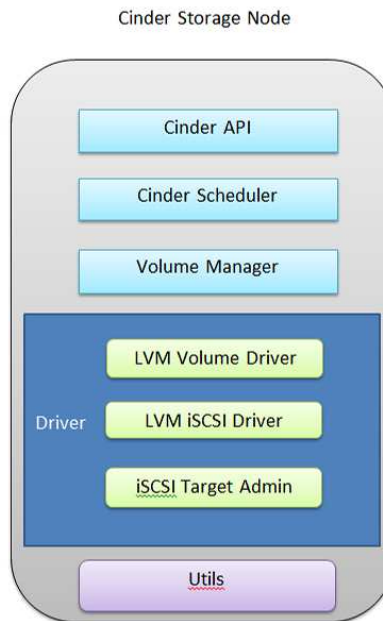 Cinder Storage Node
Cinder API
Cinder Scheduler
Volume Manager
LVM Volume Driver
Driver
LVM iSCSI Driver
iSCSI Target Admin
Utils